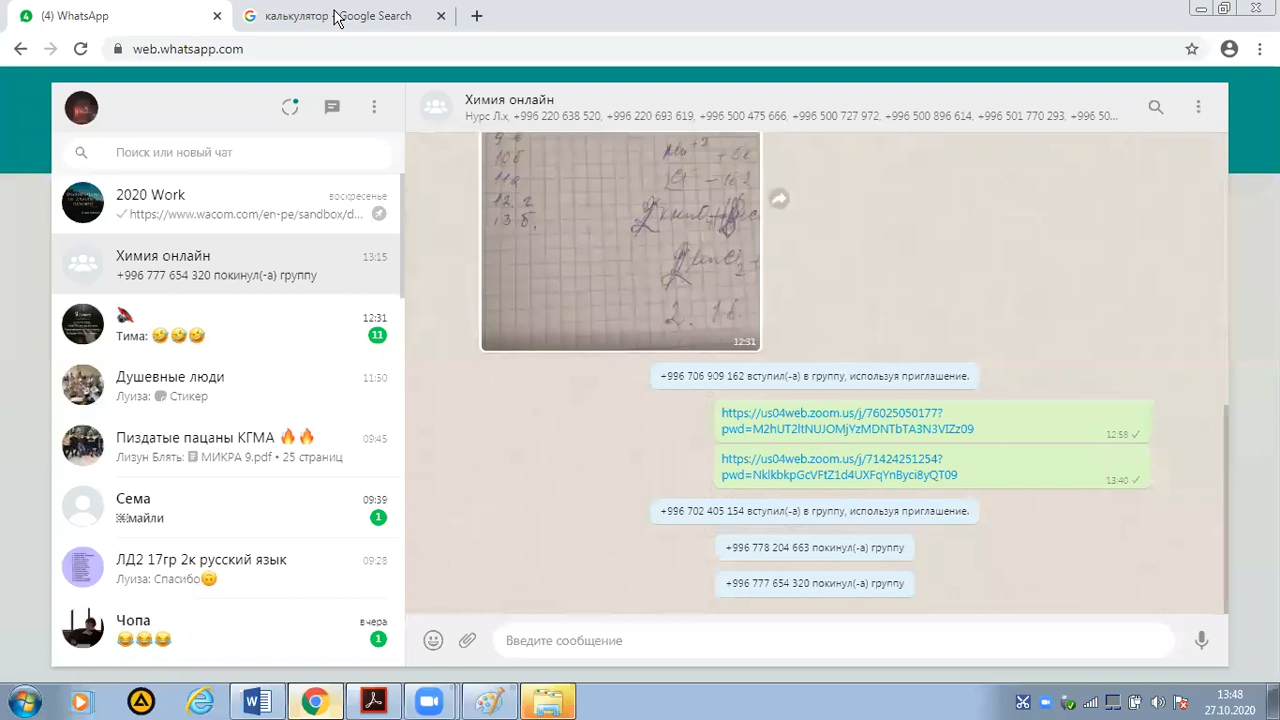 (4) WhatsApp
калькулятор - Google Search
web.whatsapp.com
Поиск или новый чат
2020 Work
воскресенье
https://www.wacom.com/en-pe/sandbox/d...
Химия онлайн
13:15
+996 777 654 320 покинул(-а) группу
12:31
Тима: 🤣🤣🤣
11
Душевные люди
11:50
Луиза: Стикер
Пиздатые пацаны КГМА 🔥🔥
09:45
Лизун Блять: МИКРА 9.pdf • 25 страниц
Сема
09:39
майли
1
ЛД2 17гр 2к русский язык
09:28
Луиза: Спасибо😊
Чопа
вчера
😂😂😂
1
Химия онлайн
Нурс Л.х, +996 220 638 520, +996 220 693 619, +996 500 475 666, +996 500 727 972, +996 500 896 614, +996 501 770 293, +996 50...
12:31
+996 706 909 162 вступил(-а) в группу, используя приглашение.
https://us04web.zoom.us/j/76025050177?
pwd=M2hUT2ltNUJOMjYzMDNTbTA3N3VIZz09
12:58
https://us04web.zoom.us/j/71424251254?
pwd=NklkbkpGcVFtZ1d4UXFqYnByci8yQT09
13:40
+996 702 405 154 вступил(-а) в группу, используя приглашение.
+996 778 204 663 покинул(-а) группу
+996 777 654 320 покинул(-а) группу
Введите сообщение
13:48
27.10.2020